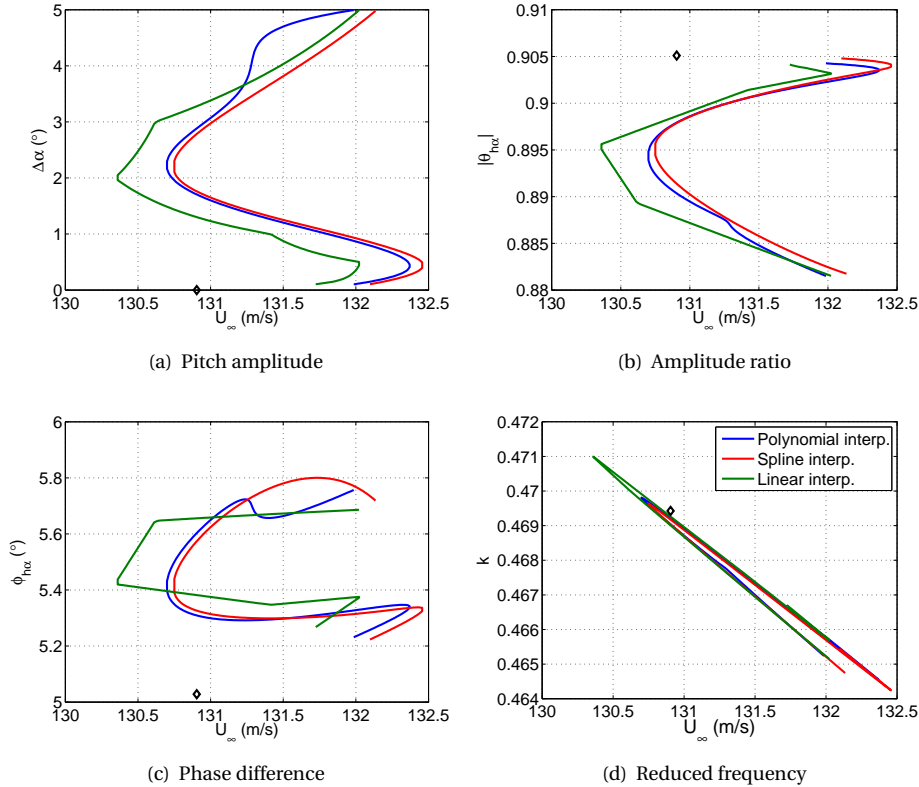 5
4
3
2
1
0
Δα (°)
130 130.5 131 131.5 132 132.5
U∞ (m/s)
(a) Pitch amplitude
0.91
0.905
0.9
0.895
0.89
0.885
0.88
|θhα|
130 130.5 131 131.5 132 132.5
U∞ (m/s)
(b) Amplitude ratio
6
5.8
5.6
5.4
5.2
5
ϕhα (°)
130 130.5 131 131.5 132 132.5
U∞ (m/s)
(c) Phase difference
0.472
0.471
0.47
0.469
0.468
0.467
0.466
0.465
0.464
k
Polynomial interp.
Spline interp.
Linear interp.
130 130.5 131 131.5 132 132.5
U∞ (m/s)
(d) Reduced frequency